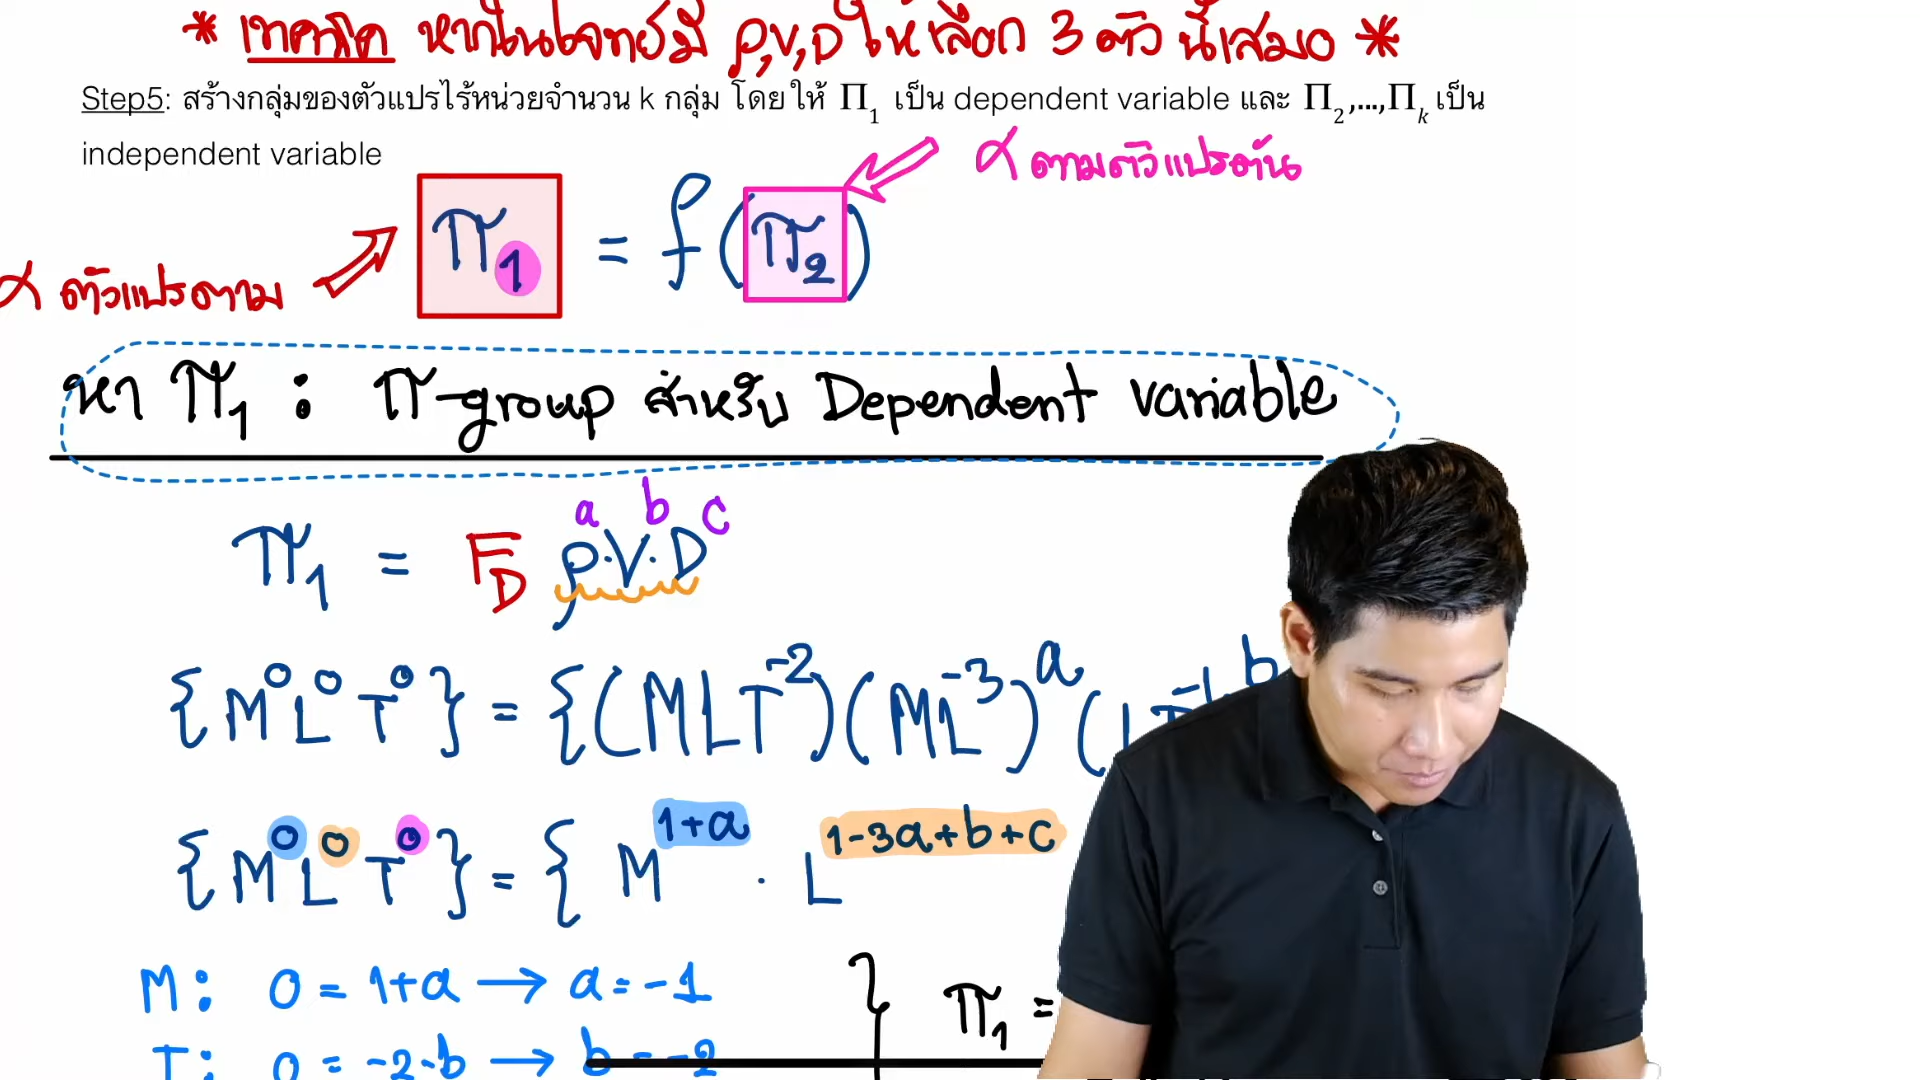 * เทคนิค หากในโจทย์มี ρ,V,D ให้เลือก 3 ตัว นี้เสมอ *
Step5: สร้างกลุ่มของตัวแปรไร้หน่วยจำนวน k กลุ่ม โดย ให้ Π₁ เป็น dependent variable และ Π₂,...,Πₖ เป็น
independent variable
∝ ตามตัวแปรต้น
π₁ = f(π₂)
∝ ตัวแปรตาม
หา π₁ : π-group สำหรับ Dependent variable
π₁ = F_D ρ^a·V^b·D^c
{M⁰L⁰T⁰} = {(MLT⁻²)(ML⁻³)^a(LT⁻¹ b
{M⁰L⁰T⁰} = { M^(1+a) · L^(1-3a+b+c)
M: 0 = 1+a → a = -1
T: 0 = -2-b → b = -2
} π₁ =